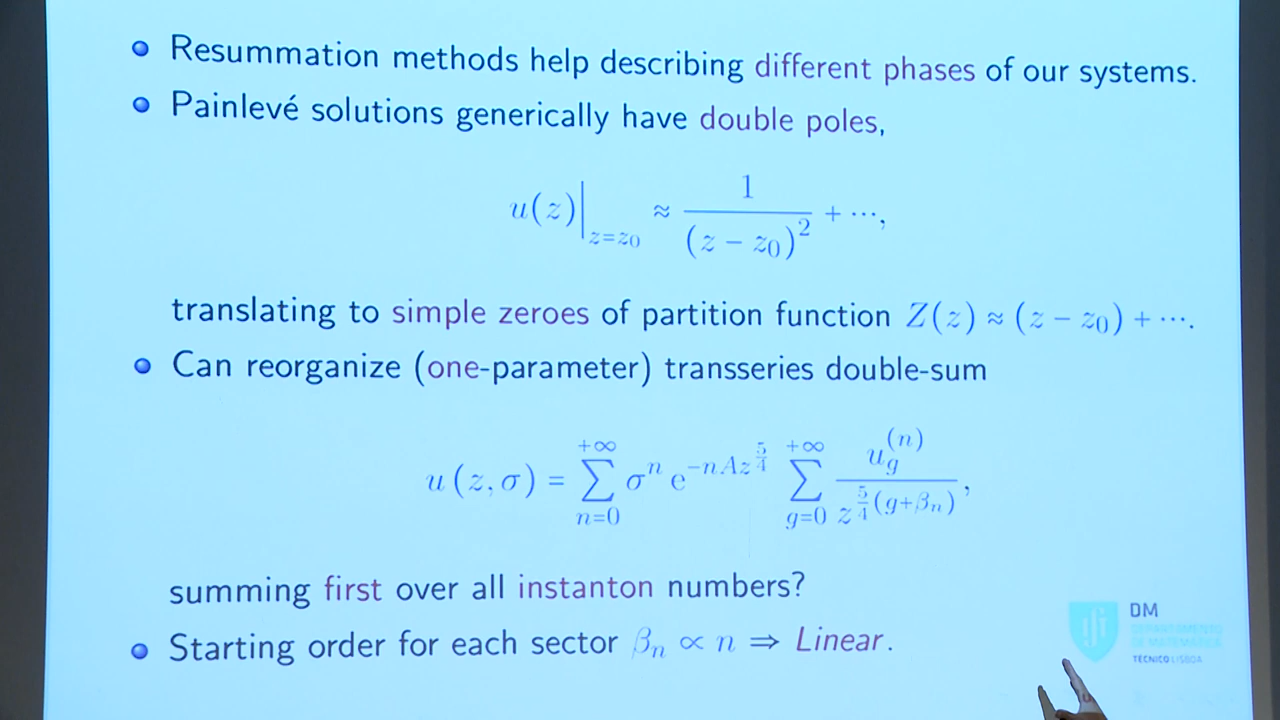 Resummation methods help describing different phases of our systems.
Painlevé solutions generically have double poles,
u(z)|_{z=z_0} ≈ 1/(z − z_0)^2 + ⋯,
translating to simple zeroes of partition function Z(z) ≈ (z − z_0) + ⋯.
Can reorganize (one-parameter) transseries double-sum
u(z, σ) = ∑_{n=0}^{+∞} σ^n e^{−nAz^{5/4}} ∑_{g=0}^{+∞} u_g^{(n)} / z^{5/4(g+β_n)},
summing first over all instanton numbers?
Starting order for each sector β_n ∝ n ⇒ Linear.
DM
DEPARTAMENTO
DE MATEMÁTICA
TÉCNICO LISBOA